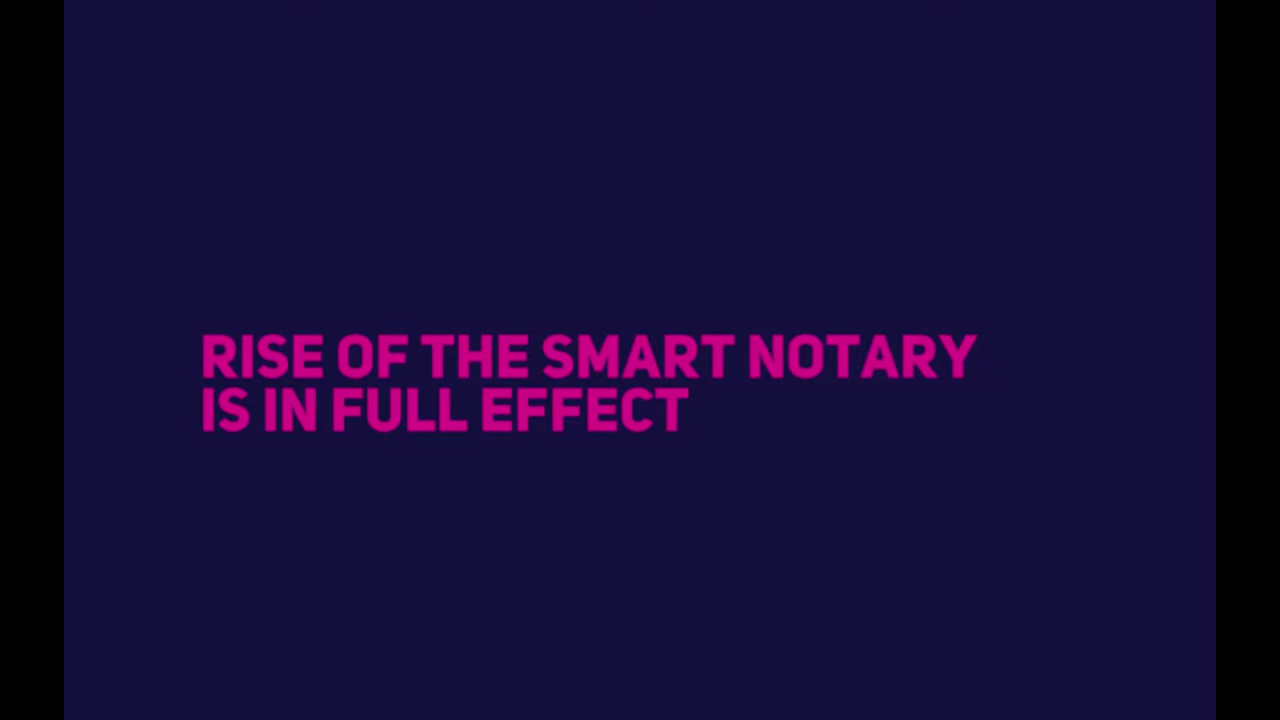 RISE OF THE SMART NOTARY
IS IN FULL EFFECT